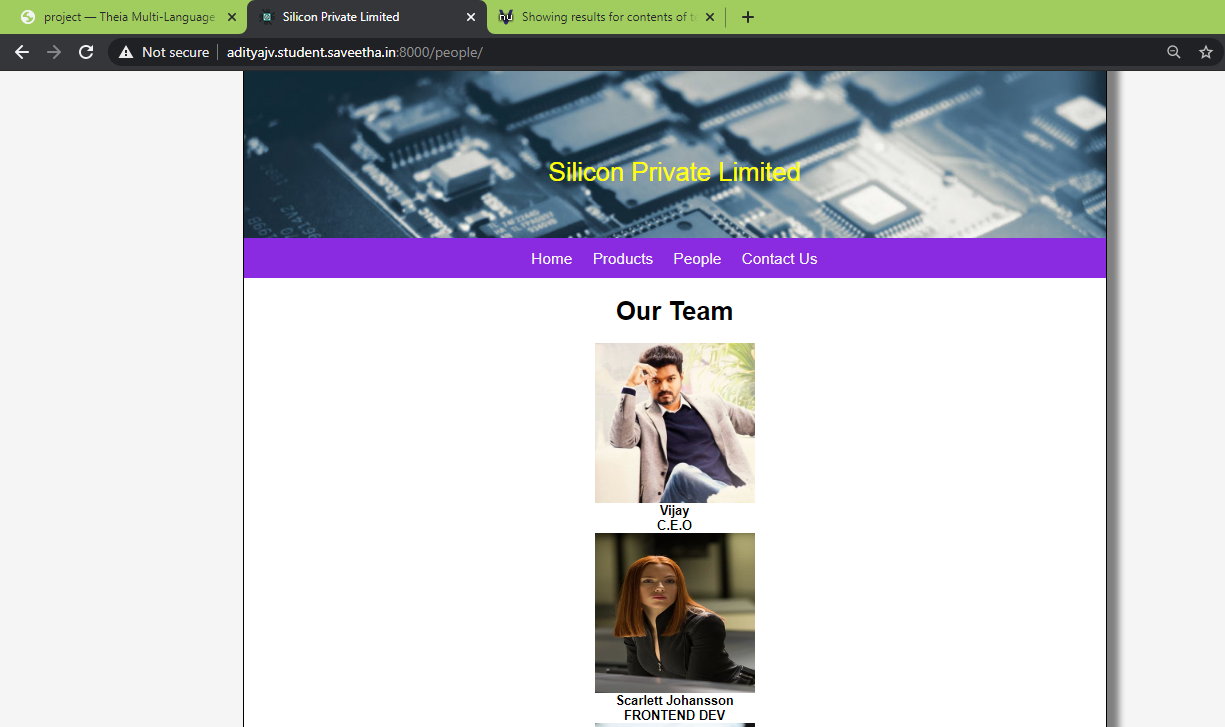 project — Theia Multi-Language
Silicon Private Limited
Showing results for contents of t
Not secure
adityajv.student.saveetha.in:8000/people/
Silicon Private Limited
Home Products People Contact Us
Our Team
Vijay
C.E.O
Scarlett Johansson
FRONTEND DEV